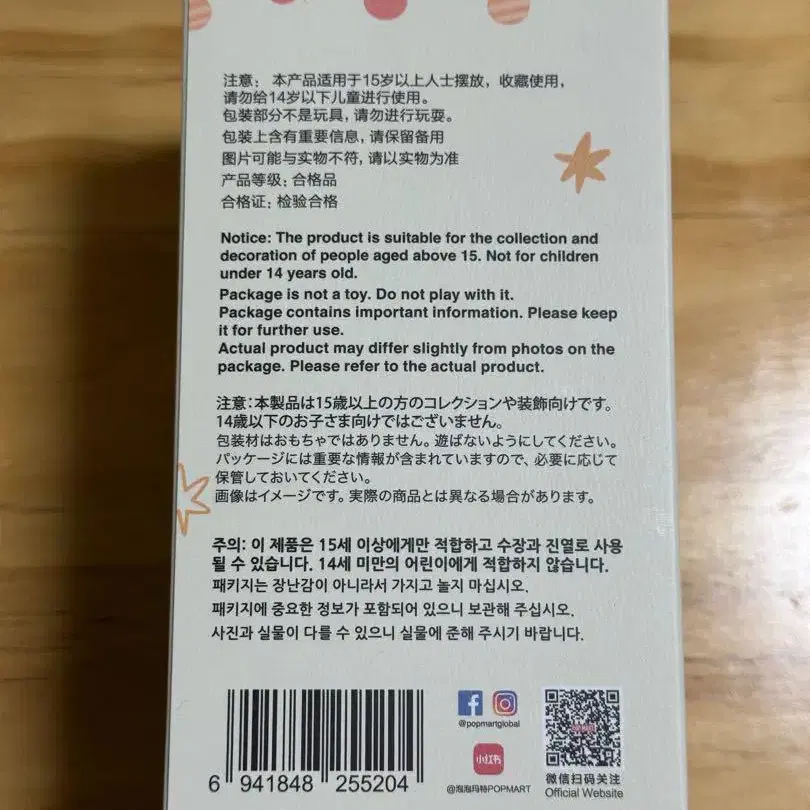 注意： 本产品适用于15岁以上人士摆放，收藏使用，
请勿给14岁以下儿童进行使用。
包装部分不是玩具，请勿进行玩耍。
包装上含有重要信息，请保留备用
图片可能与实物不符，请以实物为准
产品等级：合格品
合格证：检验合格
Notice: The product is suitable for the collection and
decoration of people aged above 15. Not for children
under 14 years old.
Package is not a toy. Do not play with it.
Package contains important information. Please keep
it for further use.
Actual product may differ slightly from photos on the
package. Please refer to the actual product.
注意：本製品は15歳以上の方のコレクションや装飾向けです。
14歳以下のお子さま向けではございません。
包装材はおもちゃではありません。遊ばないようにしてください。
パッケージには重要な情報が含まれていますので、必要に応じて
保管しておいてください。
画像はイメージです。実際の商品とは異なる場合があります。
주의: 이 제품은 15세 이상에게만 적합하고 수장과 진열로 사용
될 수 있습니다. 14세 미만의 어린이에게 적합하지 않습니다.
패키지는 장난감이 아니라서 가지고 놀지 마십시오.
패키지에 중요한 정보가 포함되어 있으니 보관해 주십시오.
사진과 실물이 다를 수 있으니 실물에 준해 주시기 바랍니다.
@popmartglobal
小红书
@泡泡玛特POPMART
POP MART
微信扫码关注
Official Website
6 941848 255204